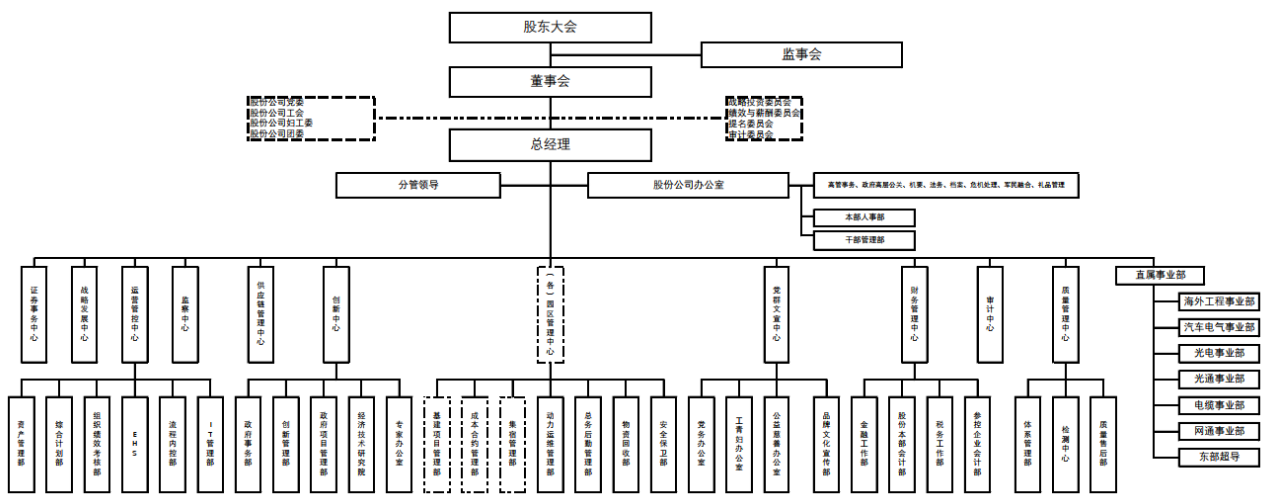 股东大会
监事会
董事会
股份公司党委
股份公司工会
股份公司妇工委
股份公司团委
战略投资委员会
绩效与薪酬委员会
提名委员会
审计委员会
总经理
分管领导
股份公司办公室
高管事务、政府高层公关、机要、法务、档案、危机处理、军民融合、礼品管理
本部人事部
干部管理部
证券事务中心
战略发展中心
运营管控中心
监察中心
供应链管理中心
创新中心
(各)园区管理中心
党群文宣中心
财务管理中心
审计中心
质量管理中心
直属事业部
海外工程事业部
汽车电气事业部
光电事业部
光通事业部
电缆事业部
网通事业部
东部超导
资产管理部
综合计划部
组织绩效考核部
EHS
流程内控部
IT管理部
政府事务部
创新管理部
政府项目管理部
经济技术研究院
专家办公室
基建项目管理部
成本合约管理部
集宿管理部
动力运维管理部
总务后勤管理部
物资回收部
安全保卫部
党务办公室
工青妇办公室
公益慈善办公室
品牌文化宣传部
金融工作部
股份本部会计部
税务工作部
参控企业会计部
体系管理部
检测中心
质量售后部